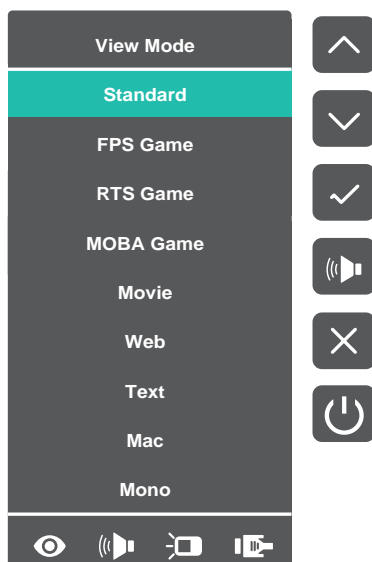 View Mode
Standard
FPS Game
RTS Game
MOBA Game
Movie
Web
Text
Mac
Mono